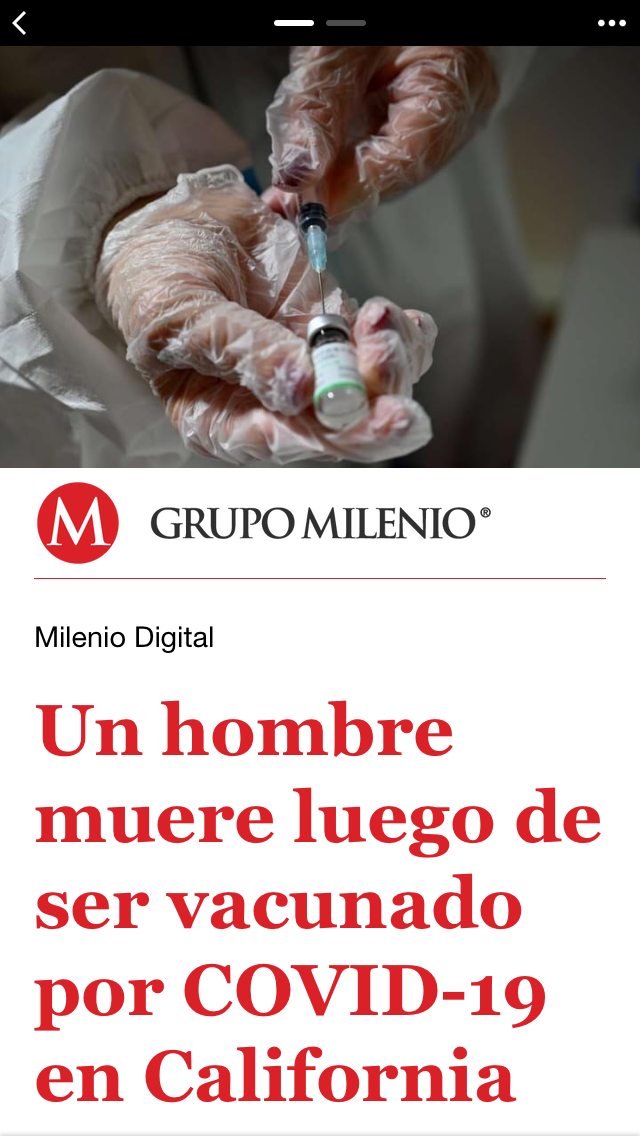 M GRUPO MILENIO®
Milenio Digital
Un hombre
muere luego de
ser vacunado
por COVID-19
en California